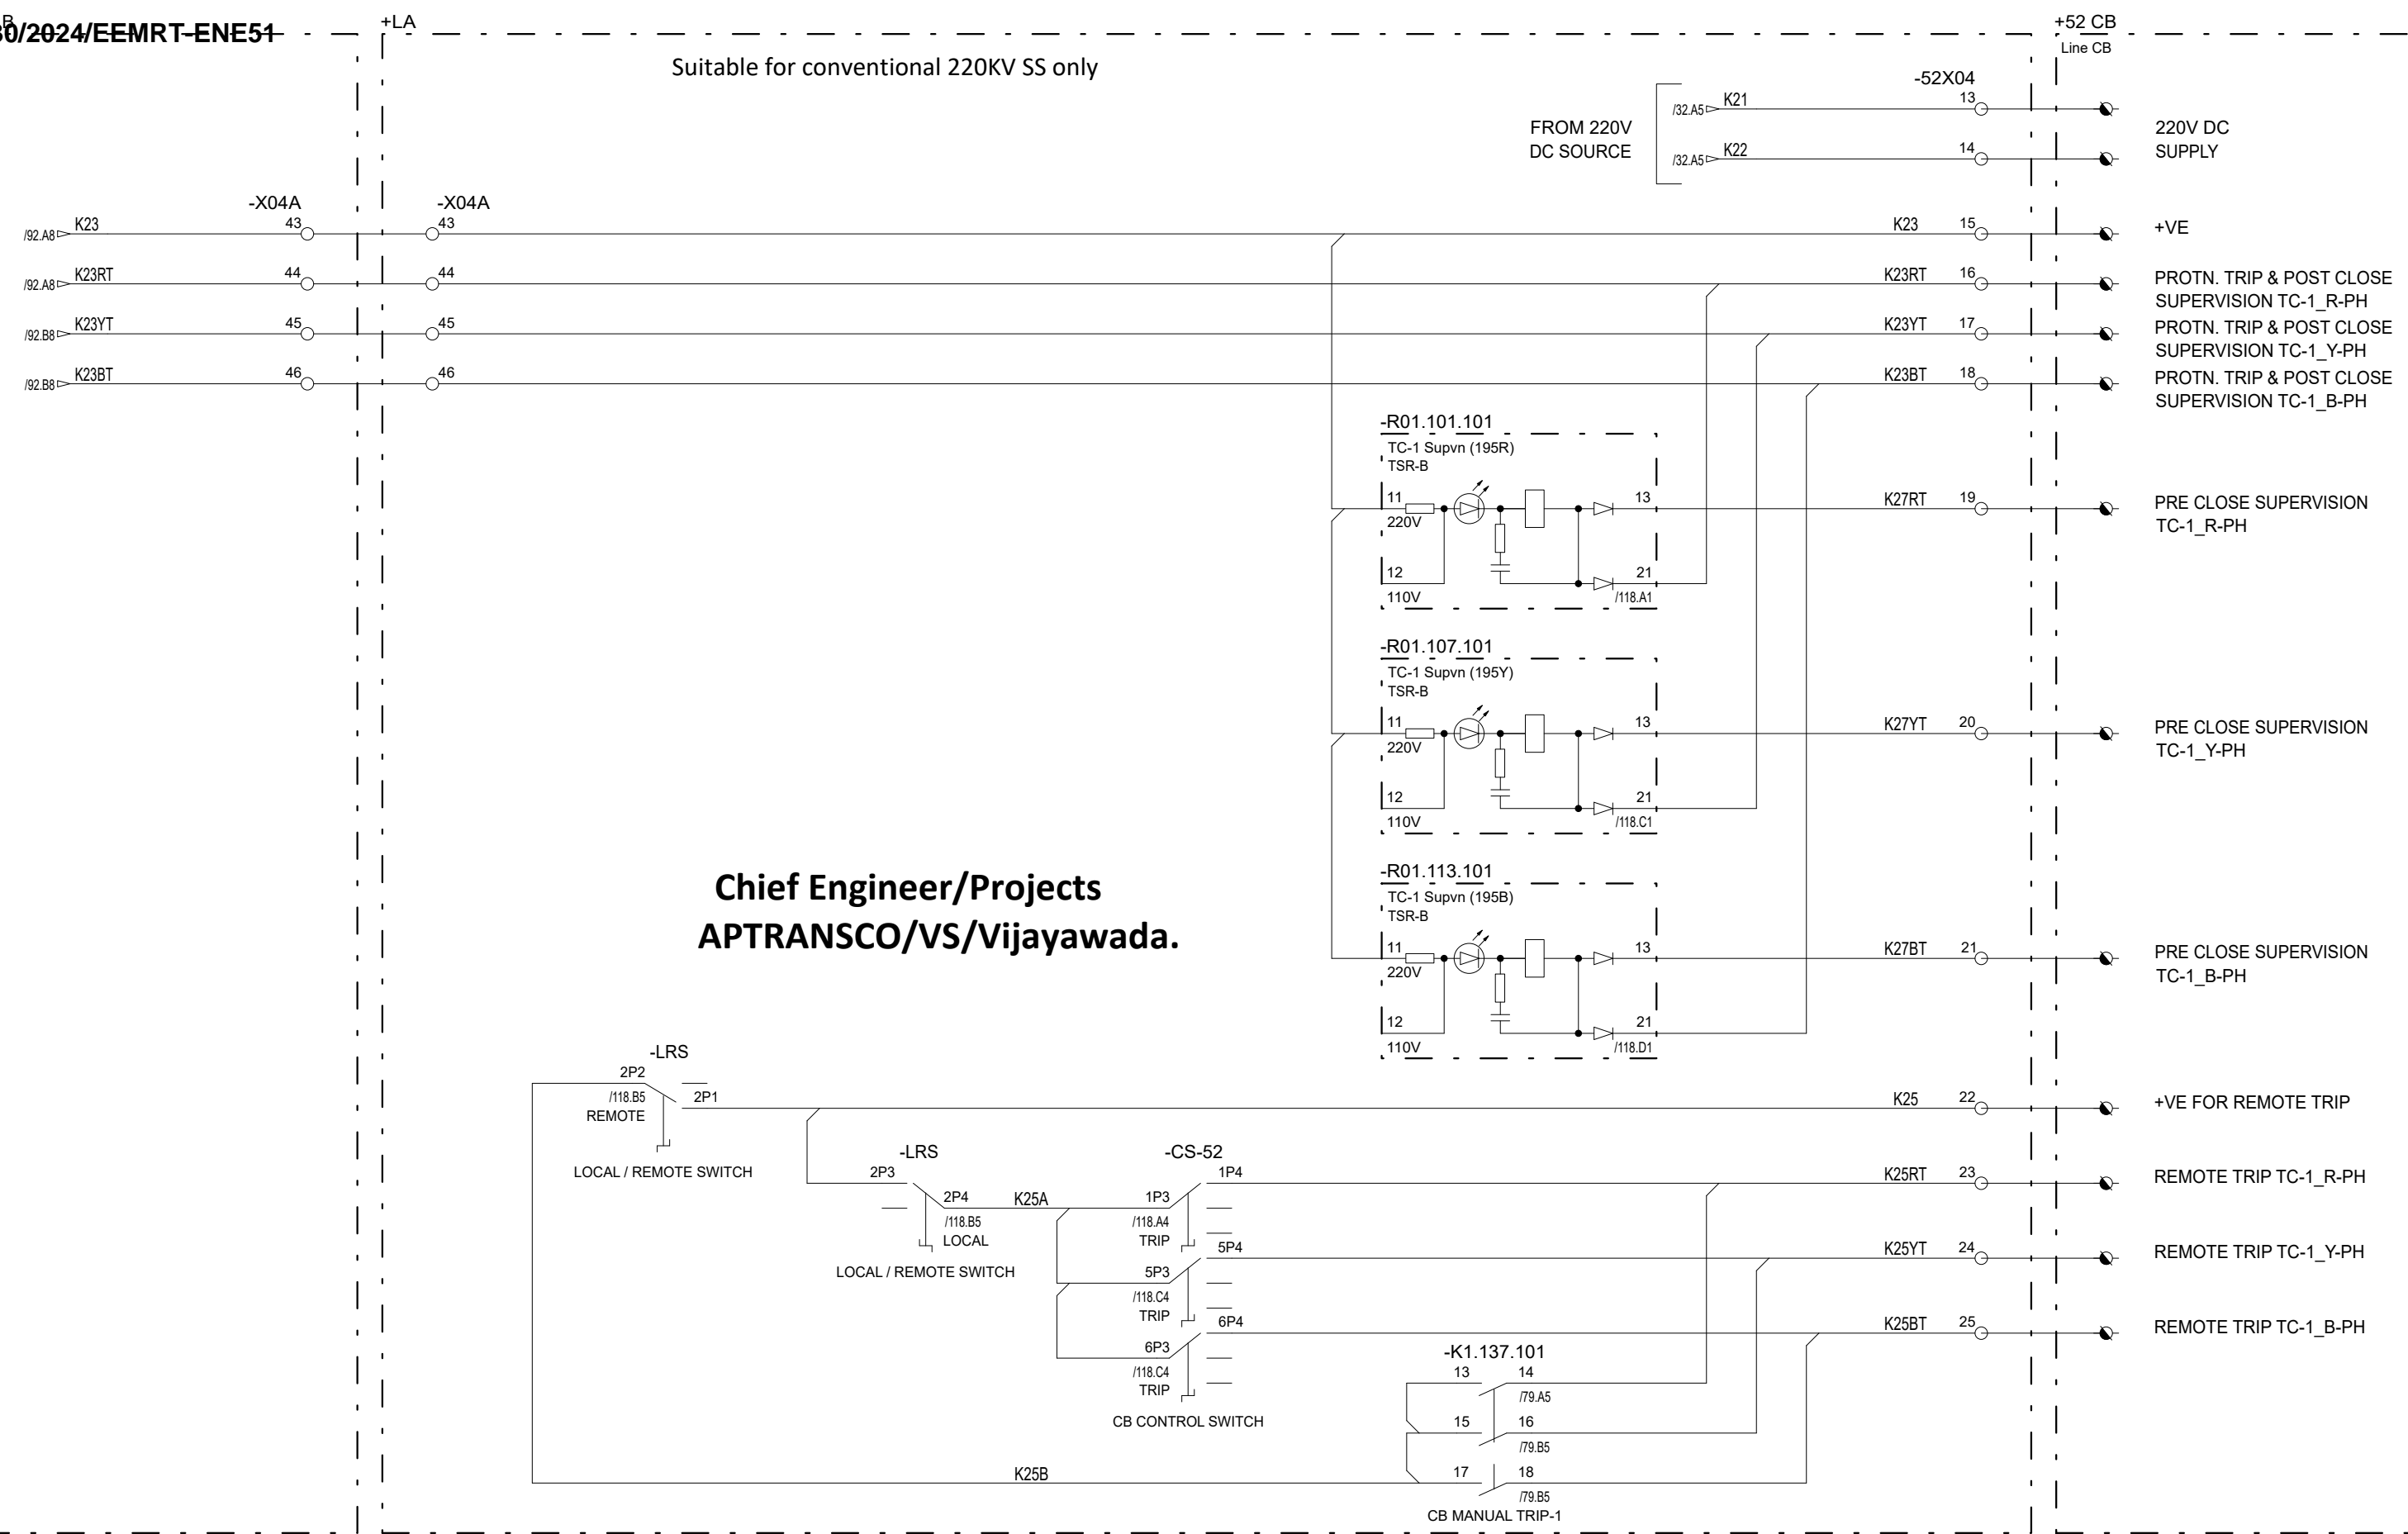 B
30/2024/EEMRT-ENE51
+LA
+52 CB
Line CB
Suitable for conventional 220KV SS only
-52X04
FROM 220V
DC SOURCE
/32.A5
K21
13
/32.A5
K22
14
220V DC
SUPPLY
-X04A
-X04A
/92.A8
K23
43
43
K23
15
+VE
/92.A8
K23RT
44
44
K23RT
16
PROTN. TRIP & POST CLOSE
SUPERVISION TC-1_R-PH
/92.B8
K23YT
45
45
K23YT
17
PROTN. TRIP & POST CLOSE
SUPERVISION TC-1_Y-PH
/92.B8
K23BT
46
46
K23BT
18
PROTN. TRIP & POST CLOSE
SUPERVISION TC-1_B-PH
-R01.101.101
TC-1 Supvn (195R)
TSR-B
11
220V
13
12
110V
21
/118.A1
K27RT
19
PRE CLOSE SUPERVISION
TC-1_R-PH
-R01.107.101
TC-1 Supvn (195Y)
TSR-B
11
220V
13
12
110V
21
/118.C1
K27YT
20
PRE CLOSE SUPERVISION
TC-1_Y-PH
Chief Engineer/Projects
APTRANSCO/VS/Vijayawada.
-R01.113.101
TC-1 Supvn (195B)
TSR-B
11
220V
13
12
110V
21
/118.D1
K27BT
21
PRE CLOSE SUPERVISION
TC-1_B-PH
-LRS
2P2
/118.B5
REMOTE
2P1
LOCAL / REMOTE SWITCH
K25
22
+VE FOR REMOTE TRIP
-LRS
2P3
2P4
/118.B5
LOCAL
LOCAL / REMOTE SWITCH
K25A
-CS-52
1P4
1P3
/118.A4
TRIP
5P4
5P3
/118.C4
TRIP
6P4
6P3
/118.C4
TRIP
CB CONTROL SWITCH
K25RT
23
REMOTE TRIP TC-1_R-PH
K25YT
24
REMOTE TRIP TC-1_Y-PH
K25BT
25
REMOTE TRIP TC-1_B-PH
-K1.137.101
13
14
/79.A5
15
16
/79.B5
17
18
/79.B5
CB MANUAL TRIP-1
K25B